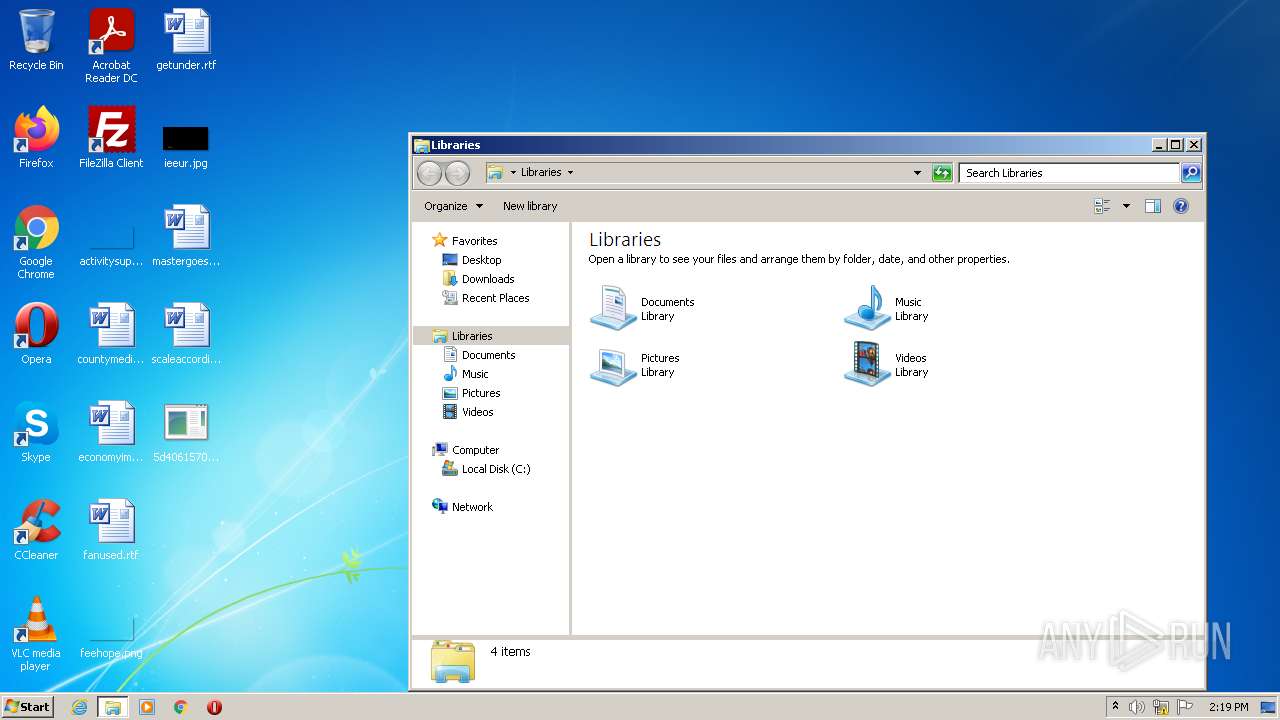 Recycle Bin
Acrobat
Reader DC
getunder.rtf
Firefox
FileZilla Client
ieeur.jpg
Google
Chrome
activitysup...
mastergoes...
Opera
countymedi...
scaleaccordi...
Skype
economyim...
5d4061570...
CCleaner
fanused.rtf
VLC media
player
feehope.png
Libraries
Libraries
Search Libraries
Organize
New library
Favorites
Desktop
Downloads
Recent Places
Libraries
Documents
Music
Pictures
Videos
Computer
Local Disk (C:)
Network
Libraries
Open a library to see your files and arrange them by folder, date, and other properties.
Documents
Library
Music
Library
Pictures
Library
Videos
Library
4 items
ANY RUN
Start
2:19 PM